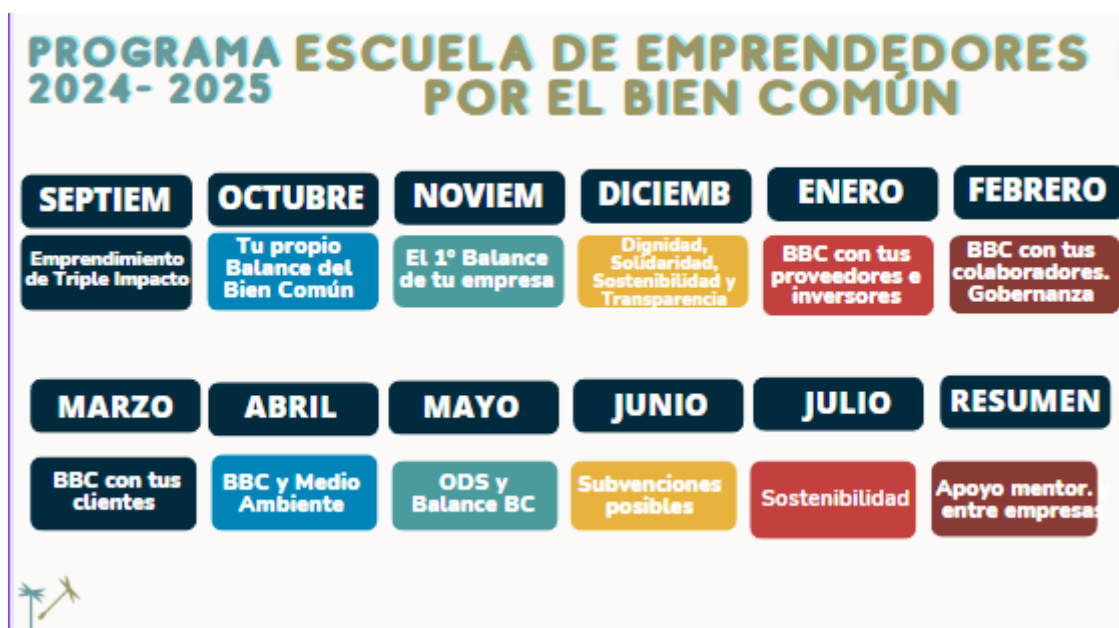 PROGRAMA
2024- 2025
ESCUELA DE EMPRENDEDORES
POR EL BIEN COMÚN
SEPTIEM
OCTUBRE
NOVIEM
DICIEMB
ENERO
FEBRERO
Emprendimiento
de Triple Impacto
Tu propio
Balance del
Bien Común
El 1º Balance
de tu empresa
Dignidad,
Solidaridad,
Sostenibilidad y
Transparencia
BBC con tus
proveedores e
inversores
BBC con tus
colaboradores.
Gobernanza
MARZO
ABRIL
MAYO
JUNIO
JULIO
RESUMEN
BBC con tus
clientes
BBC y Medio
Ambiente
ODS y
Balance BC
Subvenciones
posibles
Sostenibilidad
Apoyo mentor. y
entre empresas